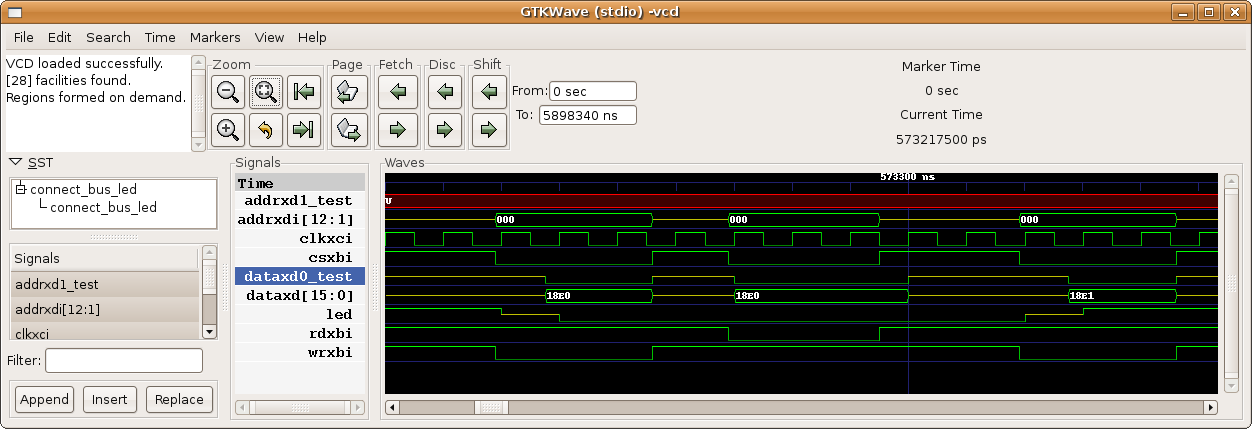 GTKWave (stdio) -vcd
File Edit Search Time Markers View Help
VCD loaded successfully.
[28] facilities found.
Regions formed on demand.
Zoom
Page
Fetch
Disc
Shift
From: 0 sec
To: 5898340 ns
Marker Time
0 sec
Current Time
573217500 ps
SST
connect_bus_led
connect_bus_led
Signals
addrxd1_test
addrxdi[12:1]
clkxci
Filter:
Append Insert Replace
Signals
Time
addrxd1_test
addrxdi[12:1]
clkxci
csxbi
dataxd0_test
dataxd[15:0]
led
rdxbi
wrxbi
Waves
573300 ns
U
000 000 000
18E0 18E0 18E1